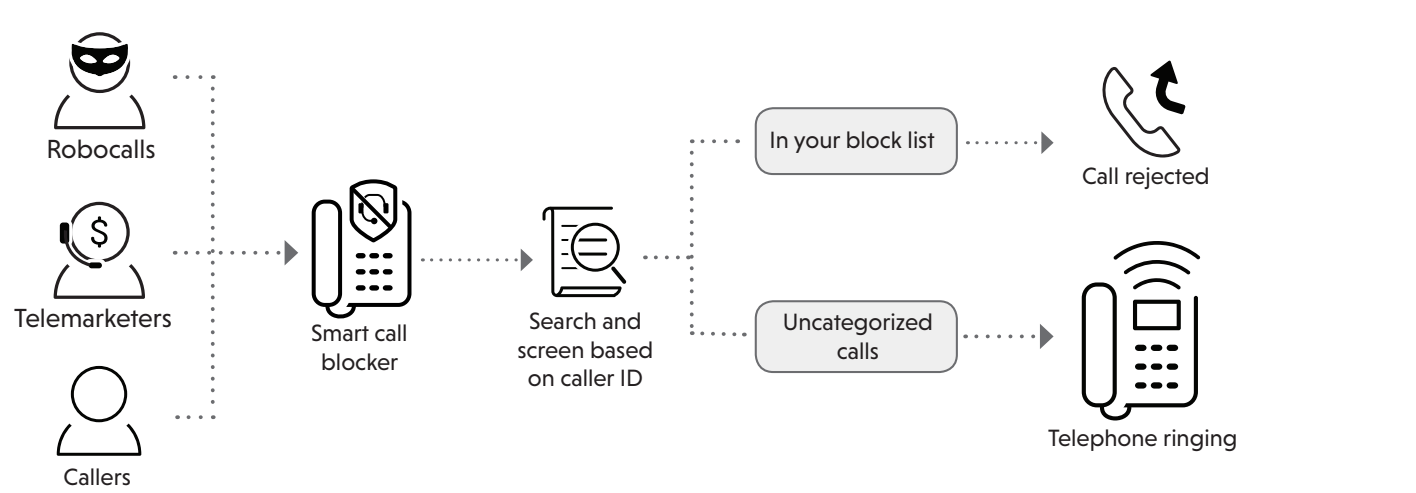 Robocalls
$
Telemarketers
Callers
Smart call
blocker
Search and
screen based
on caller ID
In your block list
Uncategorized
calls
Call rejected
Telephone ringing